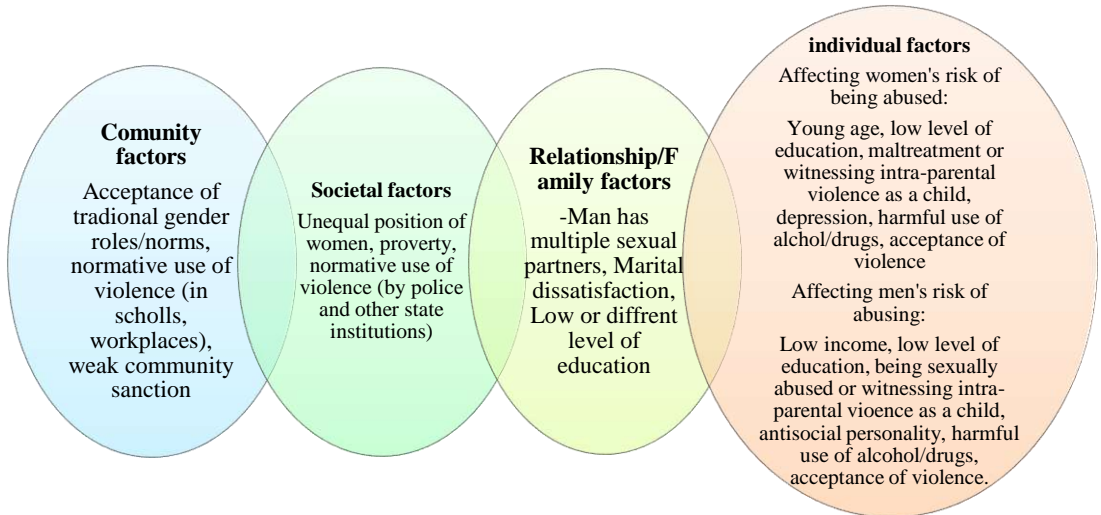 Comunity
factors
Acceptance of
tradional gender
roles/norms,
normative use of
violence (in
scholls,
workplaces),
weak community
sanction
Societal factors
Unequal position of
women, proverty,
normative use of
violence (by police
and other state
institutions)
Relationship/F
amily factors
-Man has
multiple sexual
partners, Marital
dissatisfaction,
Low or diffrent
level of
education
individual factors
Affecting women's risk of
being abused:
Young age, low level of
education, maltreatment or
witnessing intra-parental
violence as a child,
depression, harmful use of
alchol/drugs, acceptance of
violence
Affecting men's risk of
abusing:
Low income, low level of
education, being sexually
abused or witnessing intra-
parental vioence as a child,
antisocial personality, harmful
use of alcohol/drugs,
acceptance of violence.